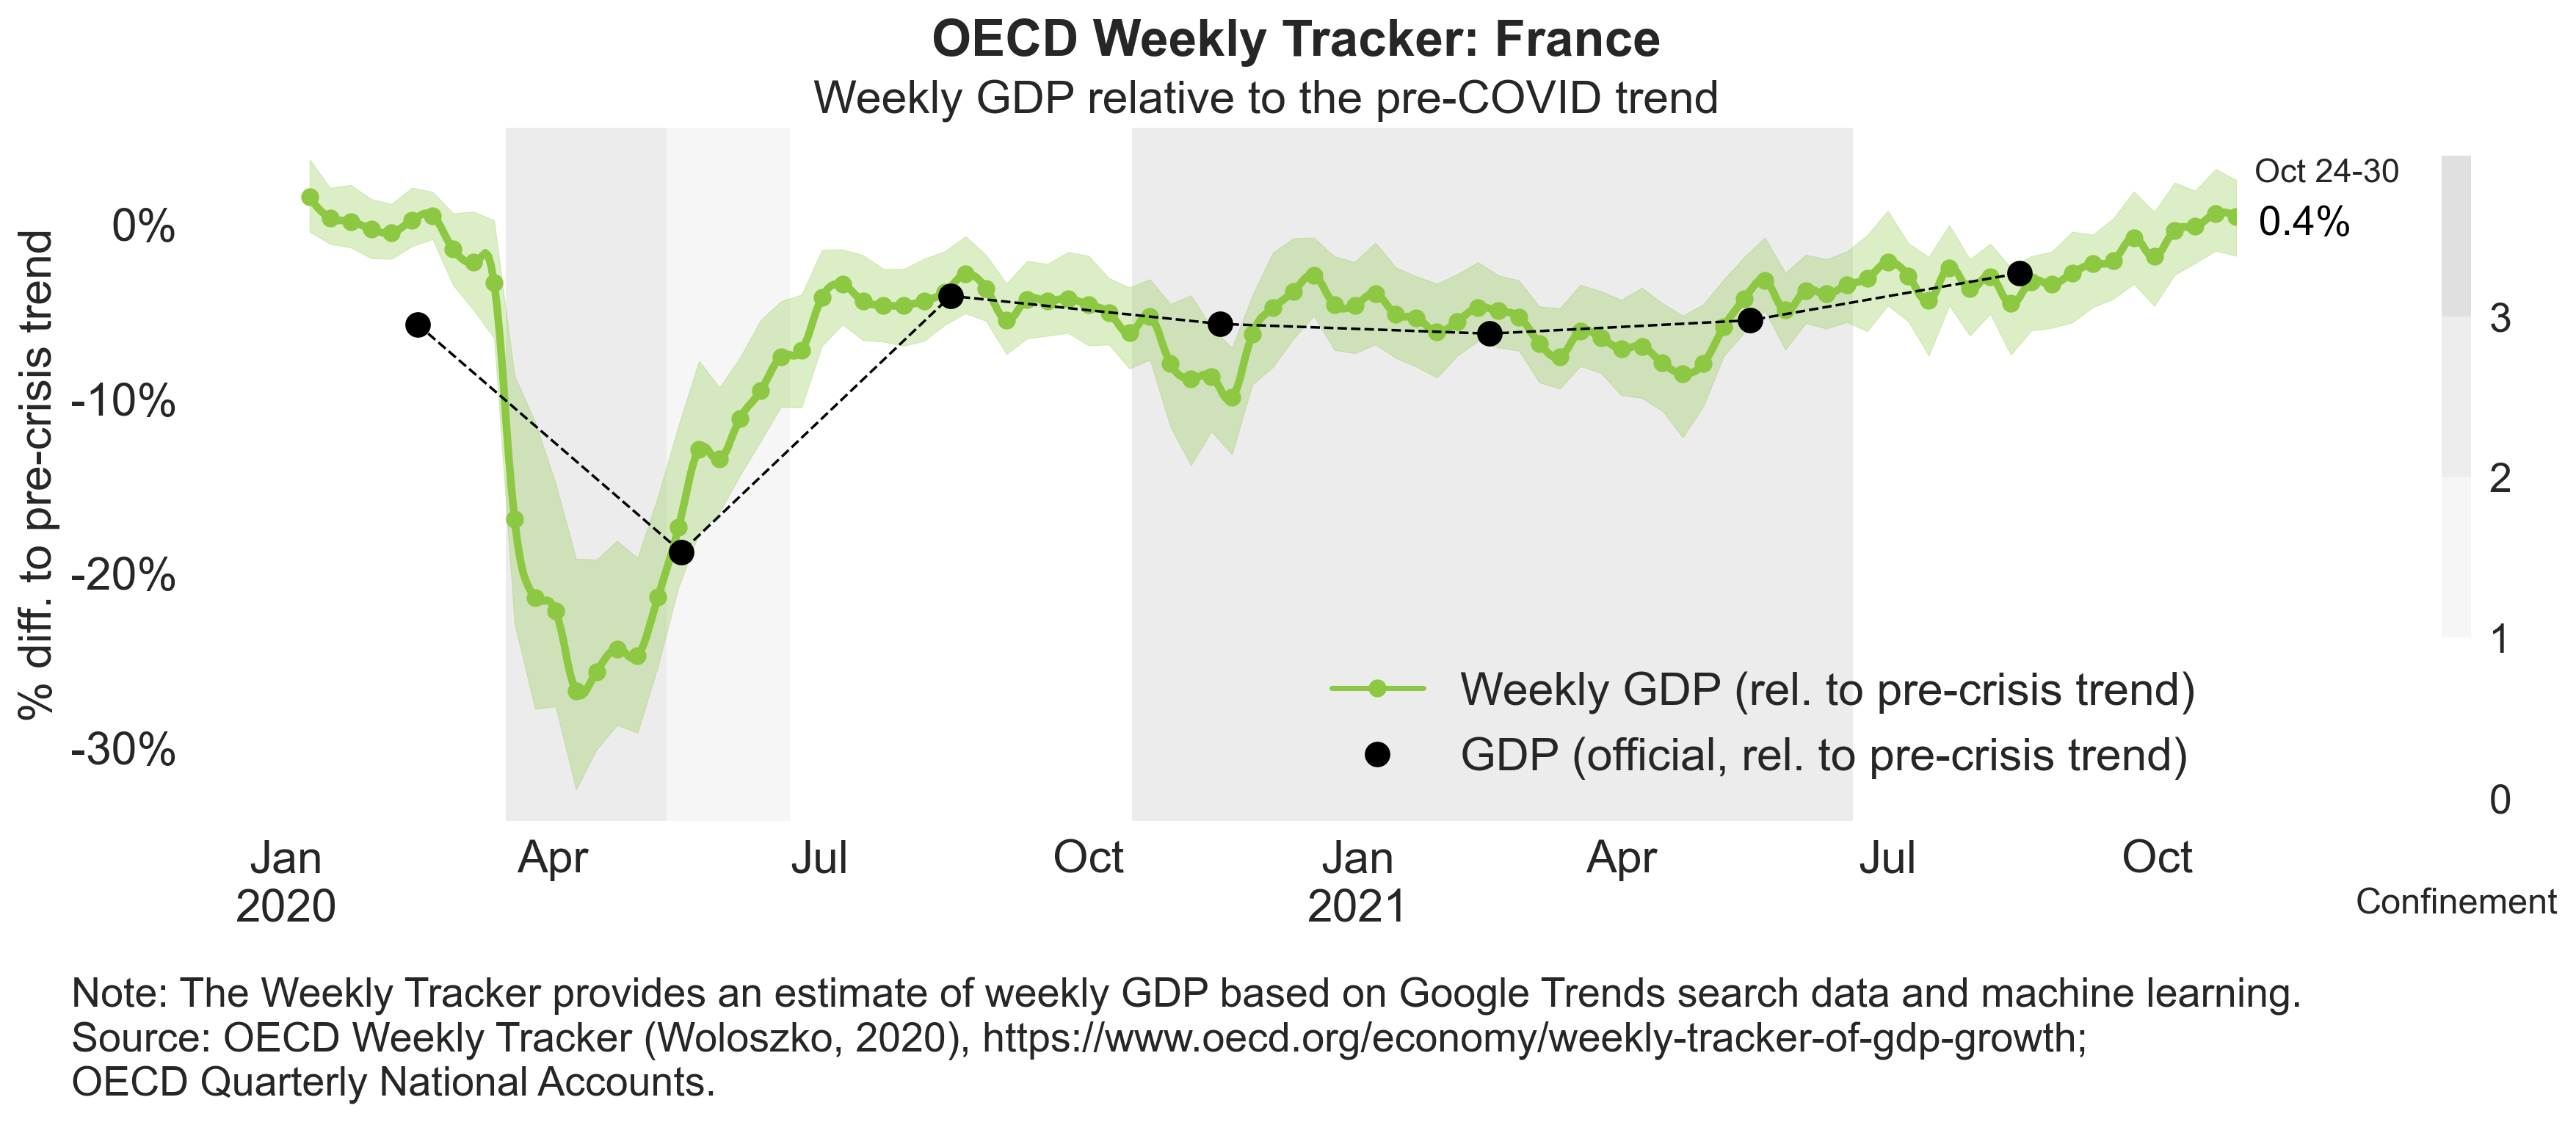 OECD Weekly Tracker: France
Weekly GDP relative to the pre-COVID trend
% diff. to pre-crisis trend
0%
-10%
-20%
-30%
Oct 24-30
0.4%
3
2
1
0
Confinement
Weekly GDP (rel. to pre-crisis trend)
GDP (official, rel. to pre-crisis trend)
Jan Apr Jul Oct Jan Apr Jul Oct
2020 2021
Note: The Weekly Tracker provides an estimate of weekly GDP based on Google Trends search data and machine learning.
Source: OECD Weekly Tracker (Woloszko, 2020), https://www.oecd.org/economy/weekly-tracker-of-gdp-growth;
OECD Quarterly National Accounts.